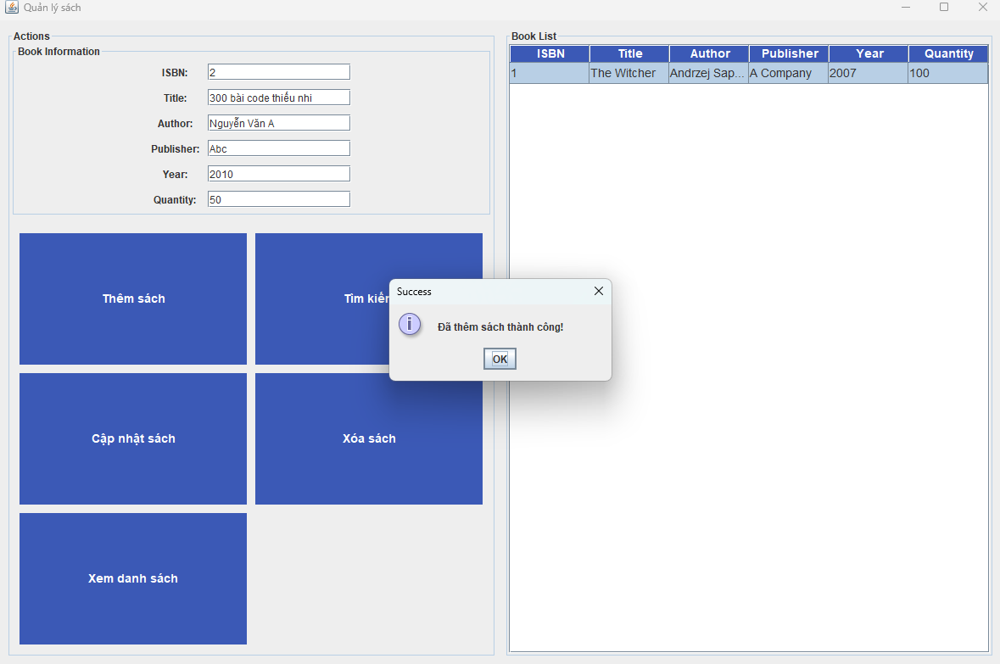 Quản lý sách
Actions
Book Information
ISBN: 2
Title: 300 bài code thiếu nhi
Author: Nguyễn Văn A
Publisher: Abc
Year: 2010
Quantity: 50
Thêm sách
Tìm kiếm
Cập nhật sách
Xóa sách
Xem danh sách
Book List
ISBN Title Author Publisher Year Quantity
1 The Witcher Andrzej Sap... A Company 2007 100
Success
Đã thêm sách thành công!
OK